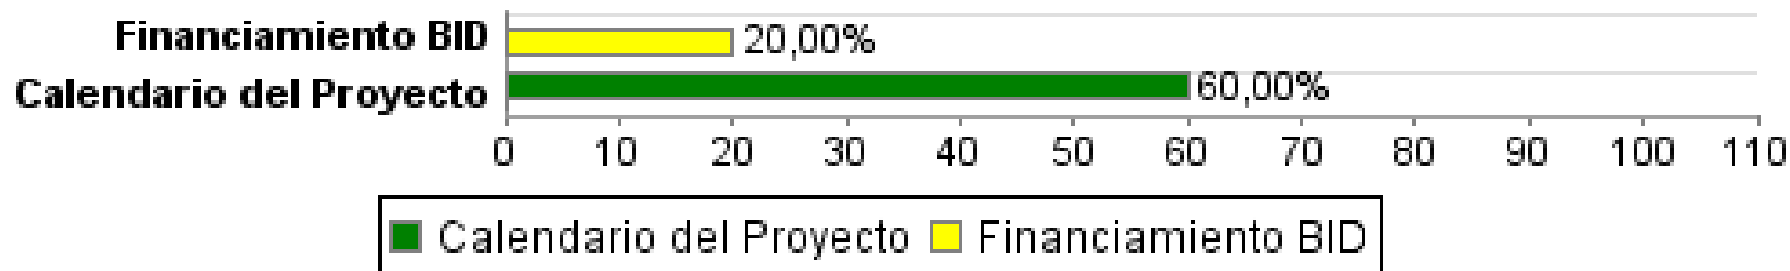 Financiamiento BID 20,00%
Calendario del Proyecto 60,00%
0 10 20 30 40 50 60 70 80 90 100 110
Calendario del Proyecto Financiamiento BID